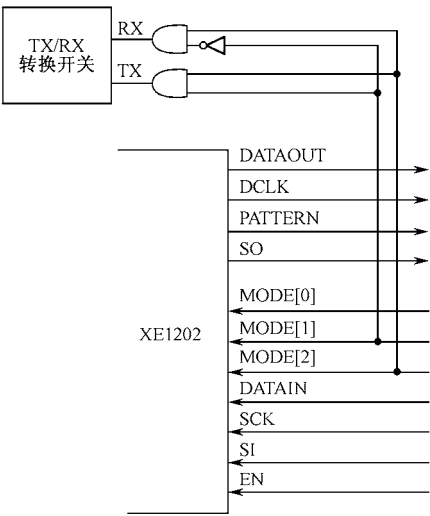 RX
TX/RX
转换开关
TX
DATAOUT
DCLK
PATTERN
SO
MODE[0]
MODE[1]
XE1202
MODE[2]
DATAIN
SCK
SI
EN